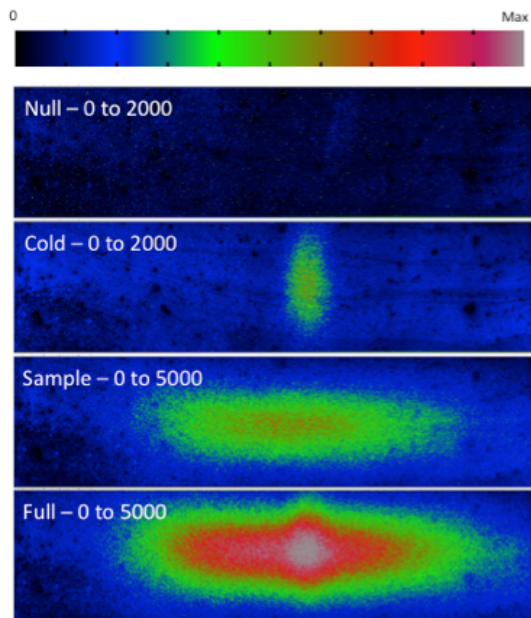 0 Max
Null – 0 to 2000
Cold – 0 to 2000
Sample – 0 to 5000
Full – 0 to 5000